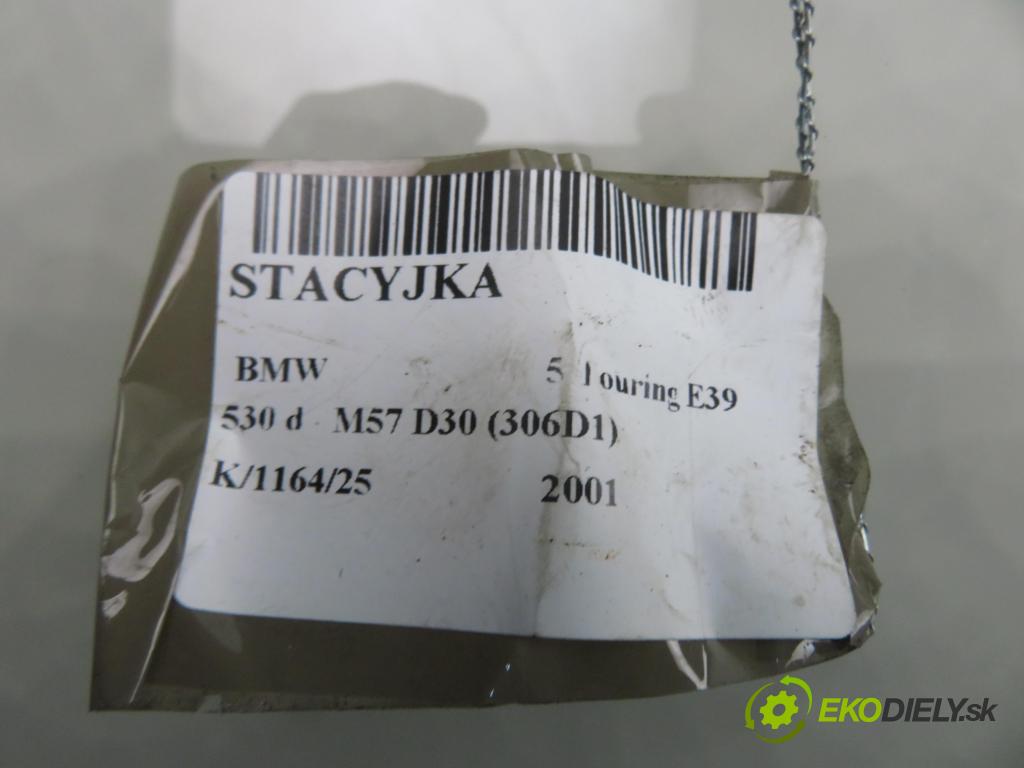 STACYJKA
BMW 5 Touring E39
530 d M57 D30 (306D1)
K/1164/25 2001
EKODIELY.sk